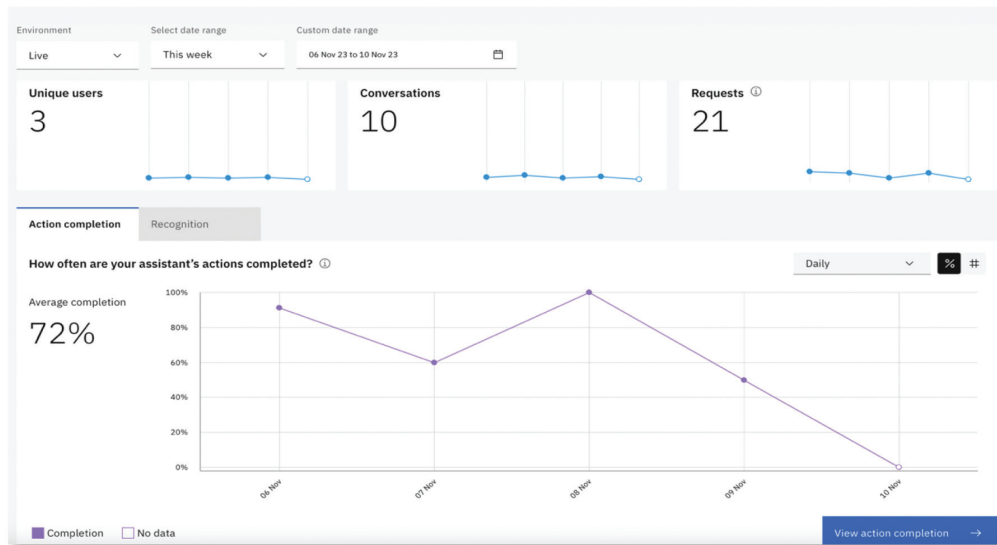 Environment Select date range Custom date range
Live This week 06 Nov 23 to 10 Nov 23
Unique users Conversations Requests
3 10 21
Action completion Recognition
How often are your assistant's actions completed? Daily % #
Average completion
72%
100%
80%
60%
40%
20%
0%
06 Nov 07 Nov 08 Nov 09 Nov 10 Nov
Completion No data View action completion →